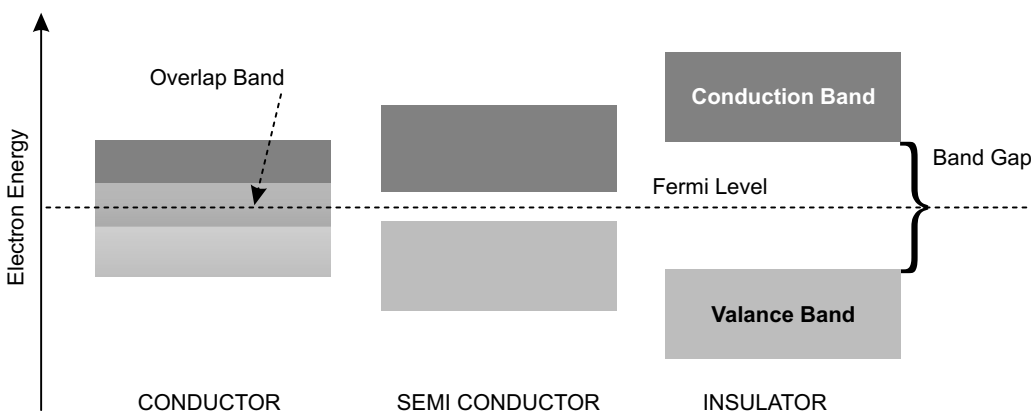 Electron Energy
Overlap Band
Conduction Band
Band Gap
Fermi Level
Valance Band
CONDUCTOR
SEMI CONDUCTOR
INSULATOR